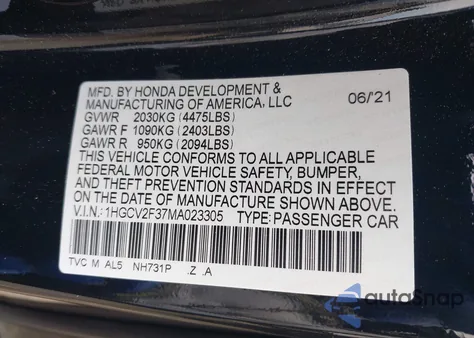 MFD. BY HONDA DEVELOPMENT &
MANUFACTURING OF AMERICA, LLC 06/'21
GVWR 2030KG (4475LBS)
GAWR F 1090KG (2403LBS)
GAWR R 950KG (2094LBS)
THIS VEHICLE CONFORMS TO ALL APPLICABLE
FEDERAL MOTOR VEHICLE SAFETY, BUMPER,
AND THEFT PREVENTION STANDARDS IN EFFECT
ON THE DATE OF MANUFACTURE SHOWN ABOVE.
V.I.N.: 1HGCV2F37MA023305 TYPE: PASSENGER CAR
TVC M AL5 NH731P .Z .A
autoSnap